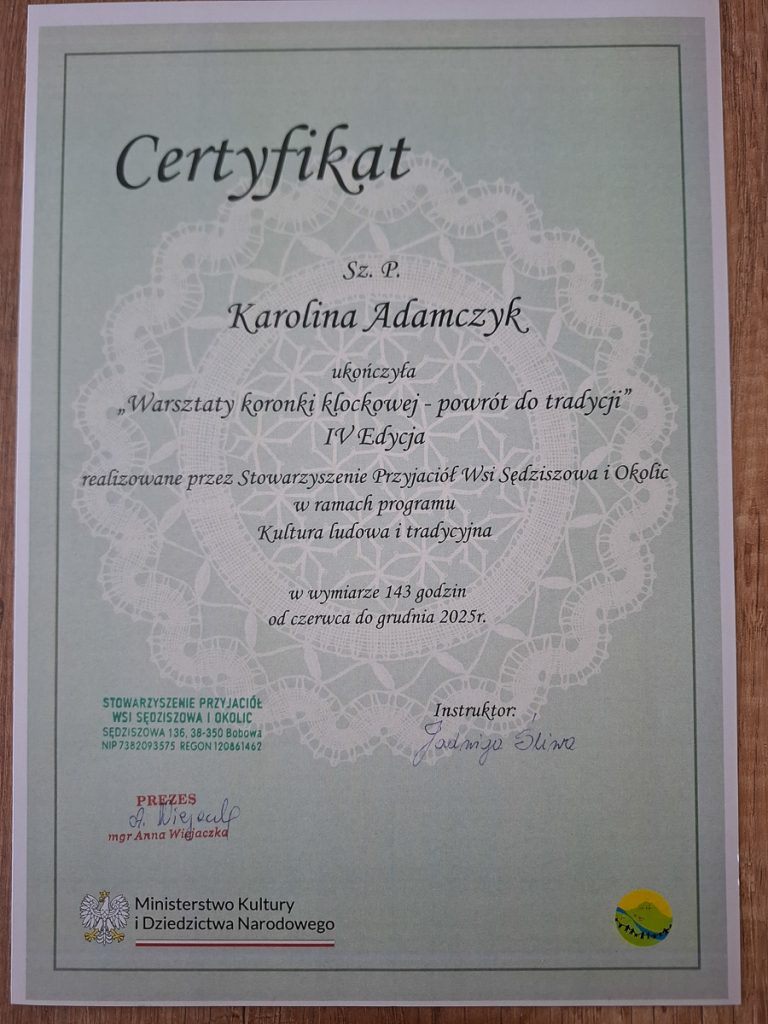 Certyfikat
Sz. P.
Karolina Adamczyk
ukończyła
„Warsztaty koronki klockowej - powrót do tradycji”
IV Edycja
realizowane przez Stowarzyszenie Przyjaciół Wsi Sędziszowa i Okolic
w ramach programu
Kultura ludowa i tradycyjna
w wymiarze 143 godzin
od czerwca do grudnia 2025r.
STOWARZYSZENIE PRZYJACIÓŁ
WSI SĘDZISZOWA I OKOLIC
SĘDZISZOWA 136, 38-350 Bobowa
NIP 7382093575 REGON 120861462
Instruktor:
Jadwiga Śliwa
PREZES
A. Wiejacz
mgr Anna Wiejaczka
Ministerstwo Kultury
i Dziedzictwa Narodowego